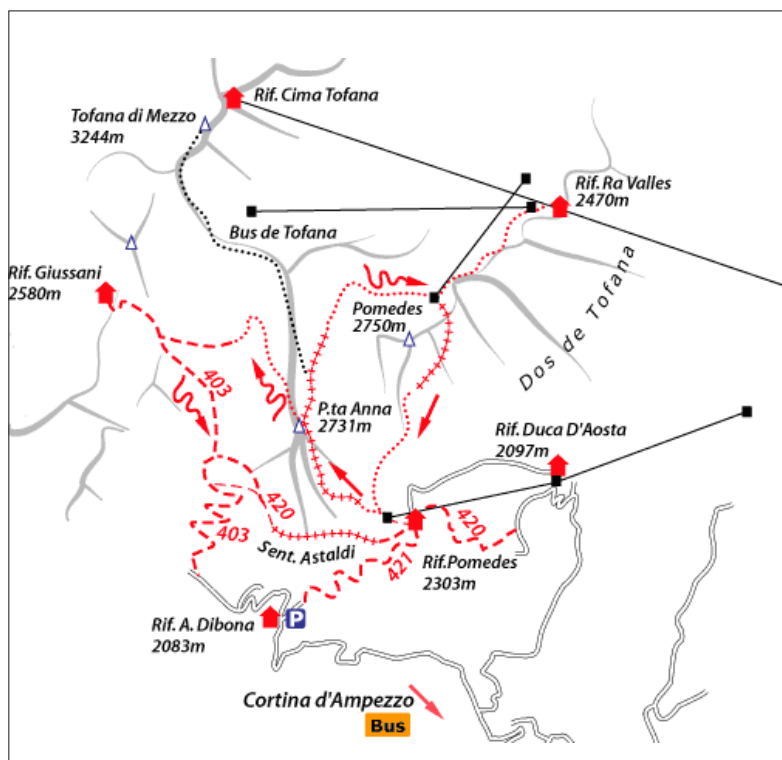 Rif. Cima Tofana
Tofana di Mezzo
3244m
Rif. Ra Valles
2470m
Bus de Tofana
Rif. Giussani
2580m
Pomedes
2750m
Dos de Tofana
403
P.ta Anna
2731m
Rif. Duca D'Aosta
2097m
420
420
403
Sent. Astaldi
421
Rif.Pomedes
2303m
Rif. A. Dibona
2083m
P
Cortina d'Ampezzo
Bus